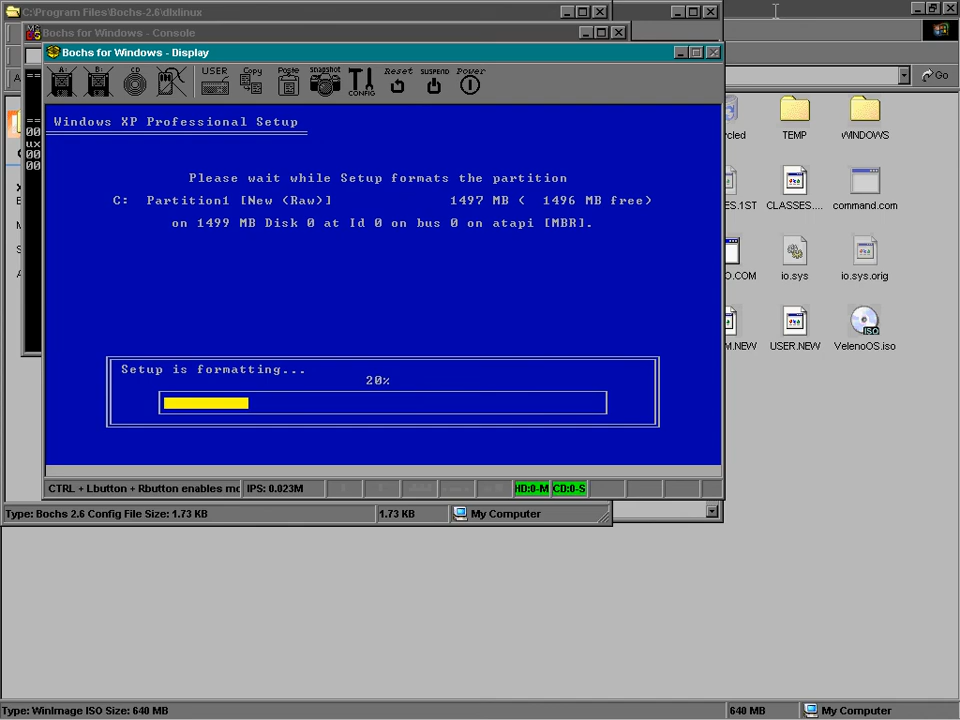 C:\Program Files\Bochs-2.6\dlxlinux
Bochs for Windows - Console
Bochs for Windows - Display
A: B: CD USER Copy Paste snapshot CONFIG Reset SUSPEND Power
Go
Windows XP Professional Setup
Please wait while Setup formats the partition
C: Partition1 [New (Raw)] 1497 MB ( 1496 MB free)
on 1499 MB Disk 0 at Id 0 on bus 0 on atapi [MBR].
Setup is formatting...
20%
CTRL + Lbutton + Rbutton enables mo
IPS: 0.023M
HD:0-M CD:0-S
Type: Bochs 2.6 Config File Size: 1.73 KB
1.73 KB
My Computer
cled
TEMP
WINDOWS
ES.1ST
CLASSES....
command.com
O.COM
io.sys
io.sys.orig
M.NEW
USER.NEW
ISO
VelenoOS.iso
Type: WinImage ISO Size: 640 MB
640 MB
My Computer